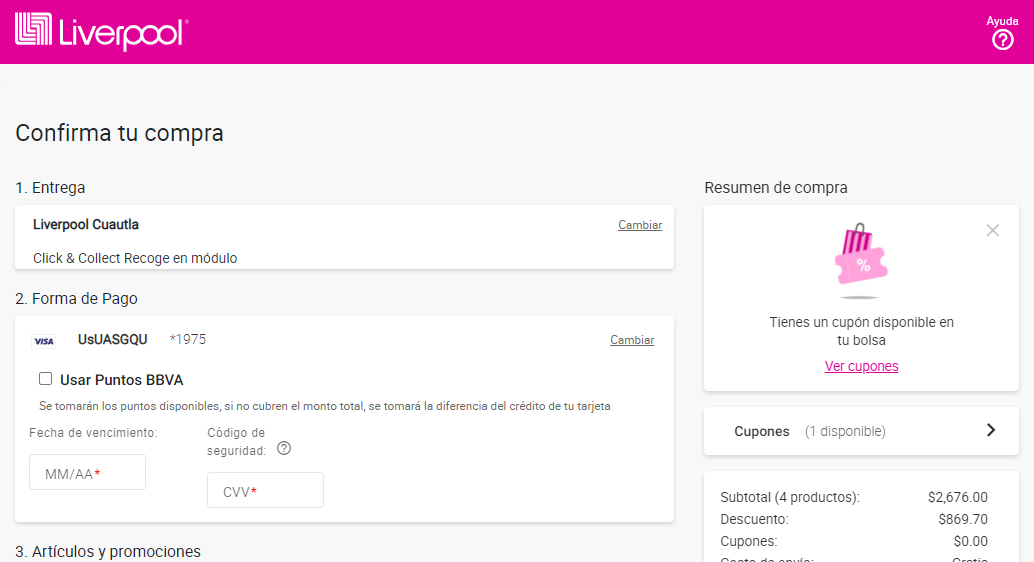 Liverpool
Ayuda
Confirma tu compra
1. Entrega
Liverpool Cuautla
Cambiar
Click & Collect Recoge en módulo
2. Forma de Pago
VISA UsUASGQU *1975
Cambiar
Usar Puntos BBVA
Se tomarán los puntos disponibles, si no cubren el monto total, se tomará la diferencia del crédito de tu tarjeta
Fecha de vencimiento:
MM/AA*
Código de
seguridad:
CVV*
3. Artículos y promociones
Resumen de compra
%
Tienes un cupón disponible en
tu bolsa
Ver cupones
Cupones (1 disponible)
Subtotal (4 productos): $2,676.00
Descuento: $869.70
Cupones: $0.00
Costo de envío: Gratis